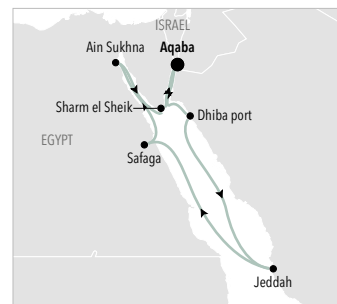 ISRAEL
Ain Sukhna
Aqaba
Sharm el Sheik
Dhiba port
EGYPT
Safaga
Jeddah